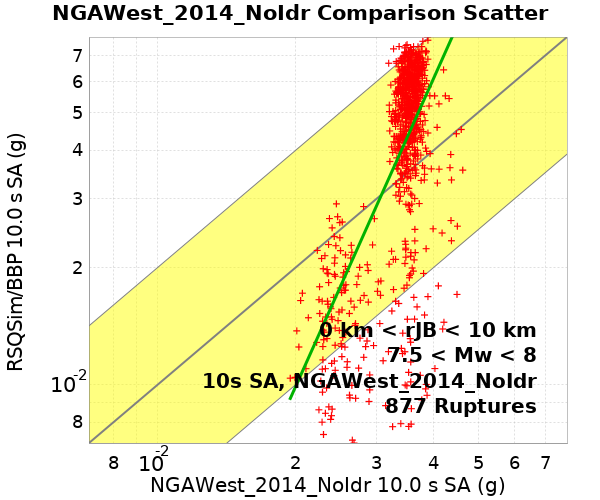 NGAWest_2014_NoIdr Comparison Scatter
RSQSim/BBP 10.0 s SA (g)
7
6
5
4
3
2
10-2
8
0 km < rJB < 10 km
7.5 < Mw < 8
10s SA, NGAWest_2014_NoIdr
877 Ruptures
8 10-2 2 3 4 5 6 7
NGAWest_2014_NoIdr 10.0 s SA (g)